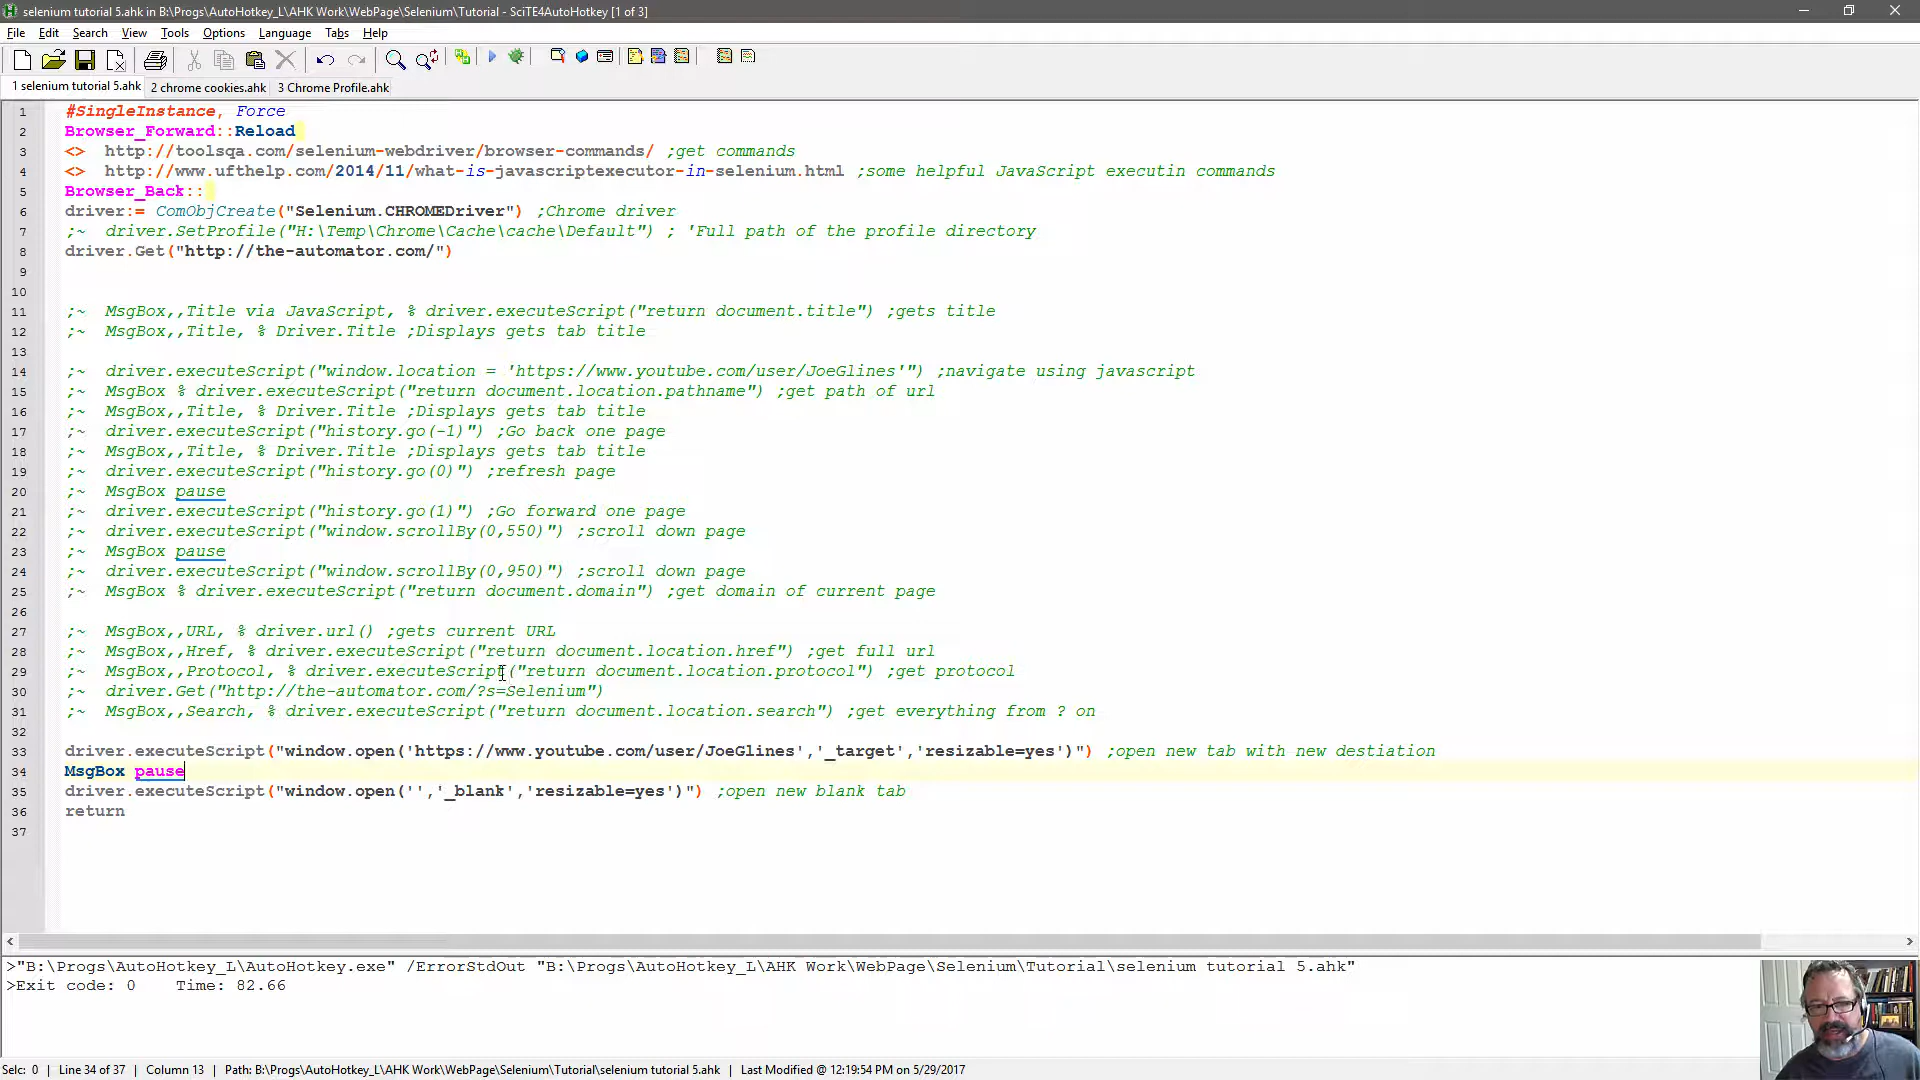 selenium tutorial 5.ahk in B:\Progs\AutoHotkey_L\AHK Work\WebPage\Selenium\Tutorial - SciTE4AutoHotkey [1 of 3]
File Edit Search View Tools Options Language Tabs Help
1 selenium tutorial 5.ahk 2 chrome cookies.ahk 3 Chrome Profile.ahk
1 #SingleInstance, Force
2 Browser_Forward::Reload
3 <> http://toolsqa.com/selenium-webdriver/browser-commands/ ;get commands
4 <> http://www.ufthelp.com/2014/11/what-is-javascriptexecutor-in-selenium.html ;some helpful JavaScript executin commands
5 Browser_Back::
6 driver:= ComObjCreate("Selenium.CHROMEDriver") ;Chrome driver
7 ;~ driver.SetProfile("H:\Temp\Chrome\Cache\cache\Default") ; 'Full path of the profile directory
8 driver.Get("http://the-automator.com/")
9
10
11 ;~ MsgBox,,Title via JavaScript, % driver.executeScript("return document.title") ;gets title
12 ;~ MsgBox,,Title, % Driver.Title ;Displays gets tab title
13
14 ;~ driver.executeScript("window.location = 'https://www.youtube.com/user/JoeGlines'") ;navigate using javascript
15 ;~ MsgBox % driver.executeScript("return document.location.pathname") ;get path of url
16 ;~ MsgBox,,Title, % Driver.Title ;Displays gets tab title
17 ;~ driver.executeScript("history.go(-1)") ;Go back one page
18 ;~ MsgBox,,Title, % Driver.Title ;Displays gets tab title
19 ;~ driver.executeScript("history.go(0)") ;refresh page
20 ;~ MsgBox pause
21 ;~ driver.executeScript("history.go(1)") ;Go forward one page
22 ;~ driver.executeScript("window.scrollBy(0,550)") ;scroll down page
23 ;~ MsgBox pause
24 ;~ driver.executeScript("window.scrollBy(0,950)") ;scroll down page
25 ;~ MsgBox % driver.executeScript("return document.domain") ;get domain of current page
26
27 ;~ MsgBox,,URL, % driver.url() ;gets current URL
28 ;~ MsgBox,,Href, % driver.executeScript("return document.location.href") ;get full url
29 ;~ MsgBox,,Protocol, % driver.executeScript("return document.location.protocol") ;get protocol
30 ;~ driver.Get("http://the-automator.com/?s=Selenium")
31 ;~ MsgBox,,Search, % driver.executeScript("return document.location.search") ;get everything from ? on
32
33 driver.executeScript("window.open('https://www.youtube.com/user/JoeGlines','_target','resizable=yes')") ;open new tab with new destiation
34 MsgBox pause
35 driver.executeScript("window.open('','_blank','resizable=yes')") ;open new blank tab
36 return
37
>"B:\Progs\AutoHotkey_L\AutoHotkey.exe" /ErrorStdOut "B:\Progs\AutoHotkey_L\AHK Work\WebPage\Selenium\Tutorial\selenium tutorial 5.ahk"
>Exit code: 0 Time: 82.66
Selc: 0 | Line 34 of 37 | Column 13 | Path: B:\Progs\AutoHotkey_L\AHK Work\WebPage\Selenium\Tutorial\selenium tutorial 5.ahk | Last Modified @ 12:19:54 PM on 5/29/2017